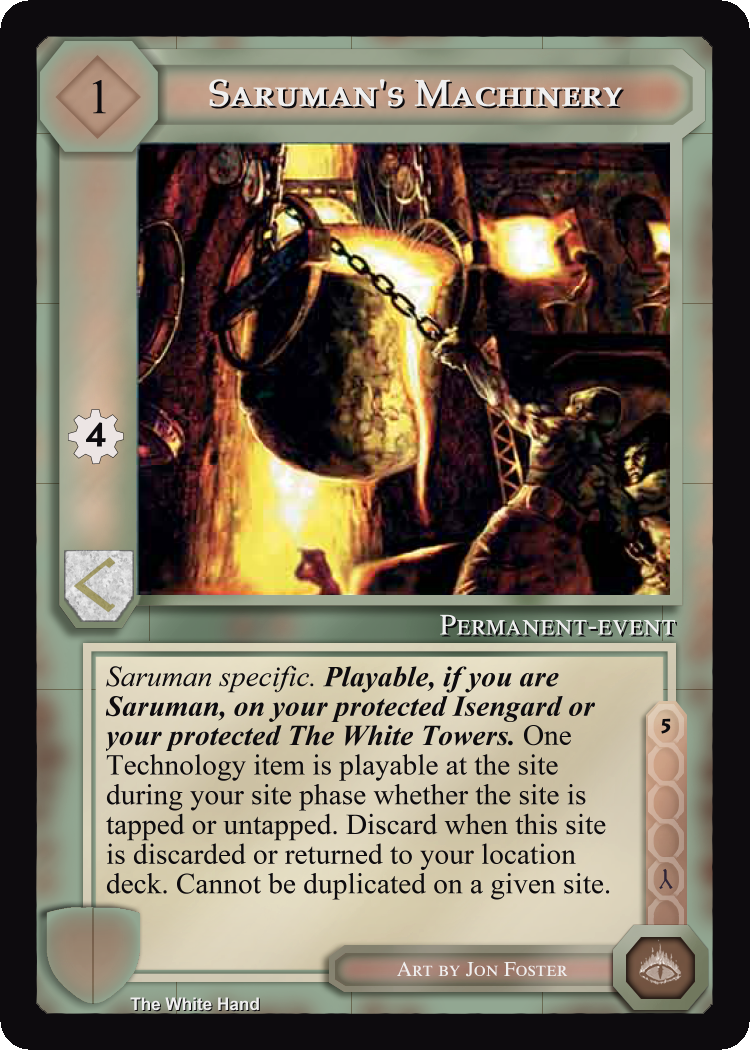 1
Saruman's Machinery
4
Permanent-event
Saruman specific. Playable, if you are
Saruman, on your protected Isengard or
your protected The White Towers. One
Technology item is playable at the site
during your site phase whether the site is
tapped or untapped. Discard when this site
is discarded or returned to your location
deck. Cannot be duplicated on a given site.
5
Art by Jon Foster
The White Hand